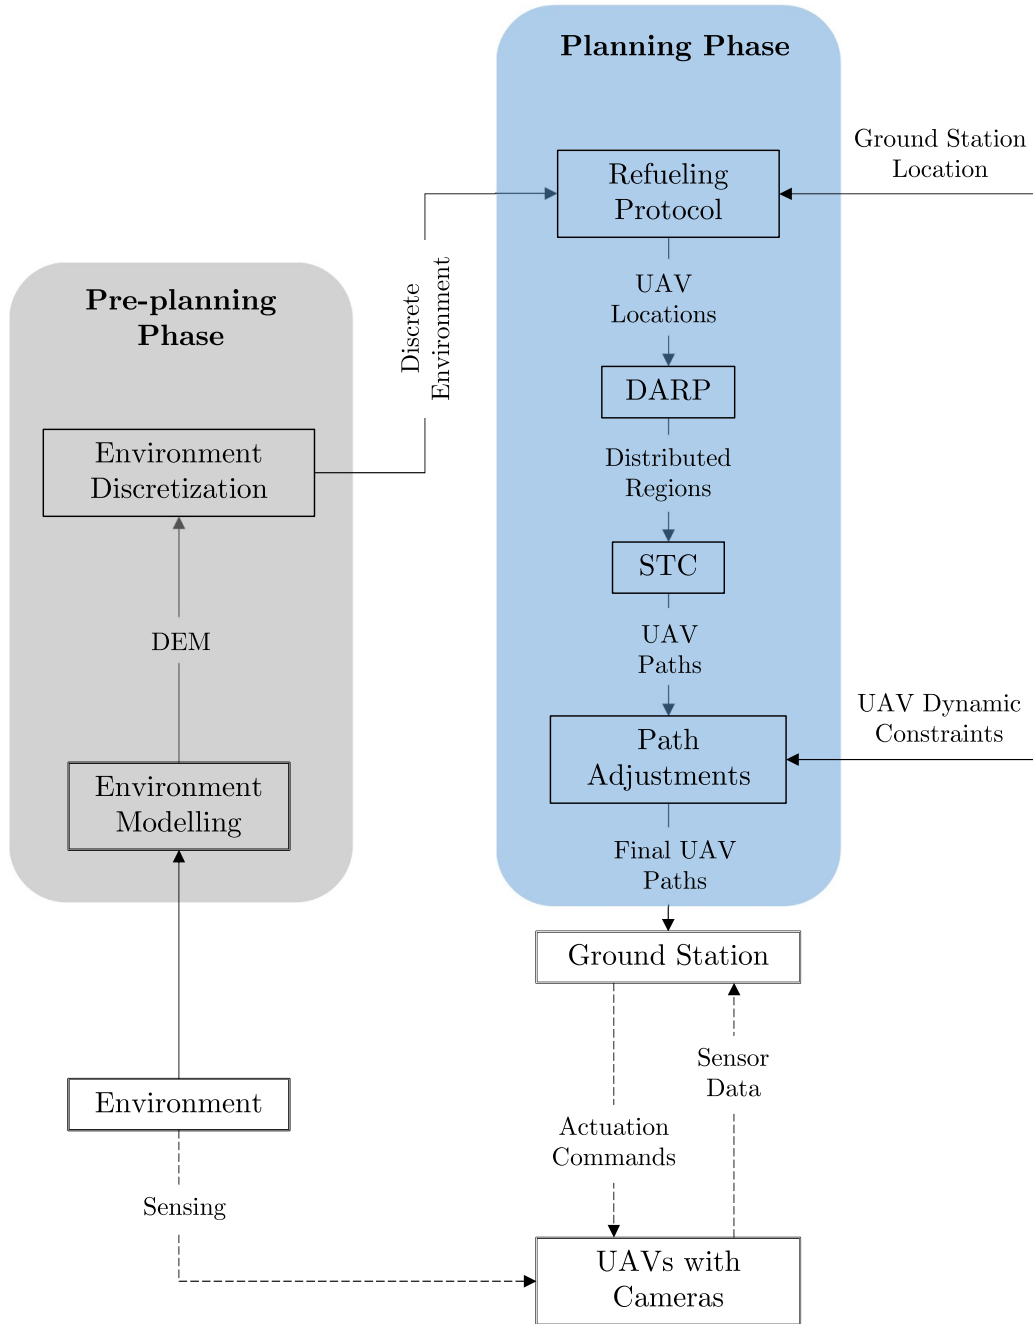 Planning Phase
Ground Station
Location
Refueling
Protocol
UAV
Locations
Pre-planning
Phase
Discrete
Environment
DARP
Environment
Discretization
Distributed
Regions
STC
DEM
UAV
Paths
UAV Dynamic
Constraints
Path
Adjustments
Environment
Modelling
Final UAV
Paths
Ground Station
Sensor
Data
Environment
Actuation
Commands
Sensing
UAVs with
Cameras